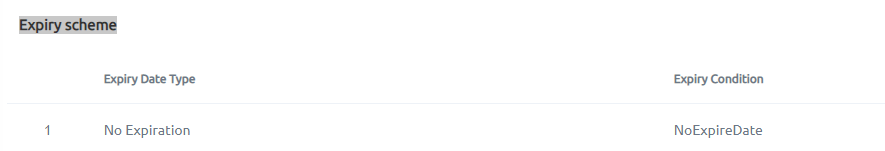 Expiry scheme
Expiry Date Type Expiry Condition
1 No Expiration NoExpireDate